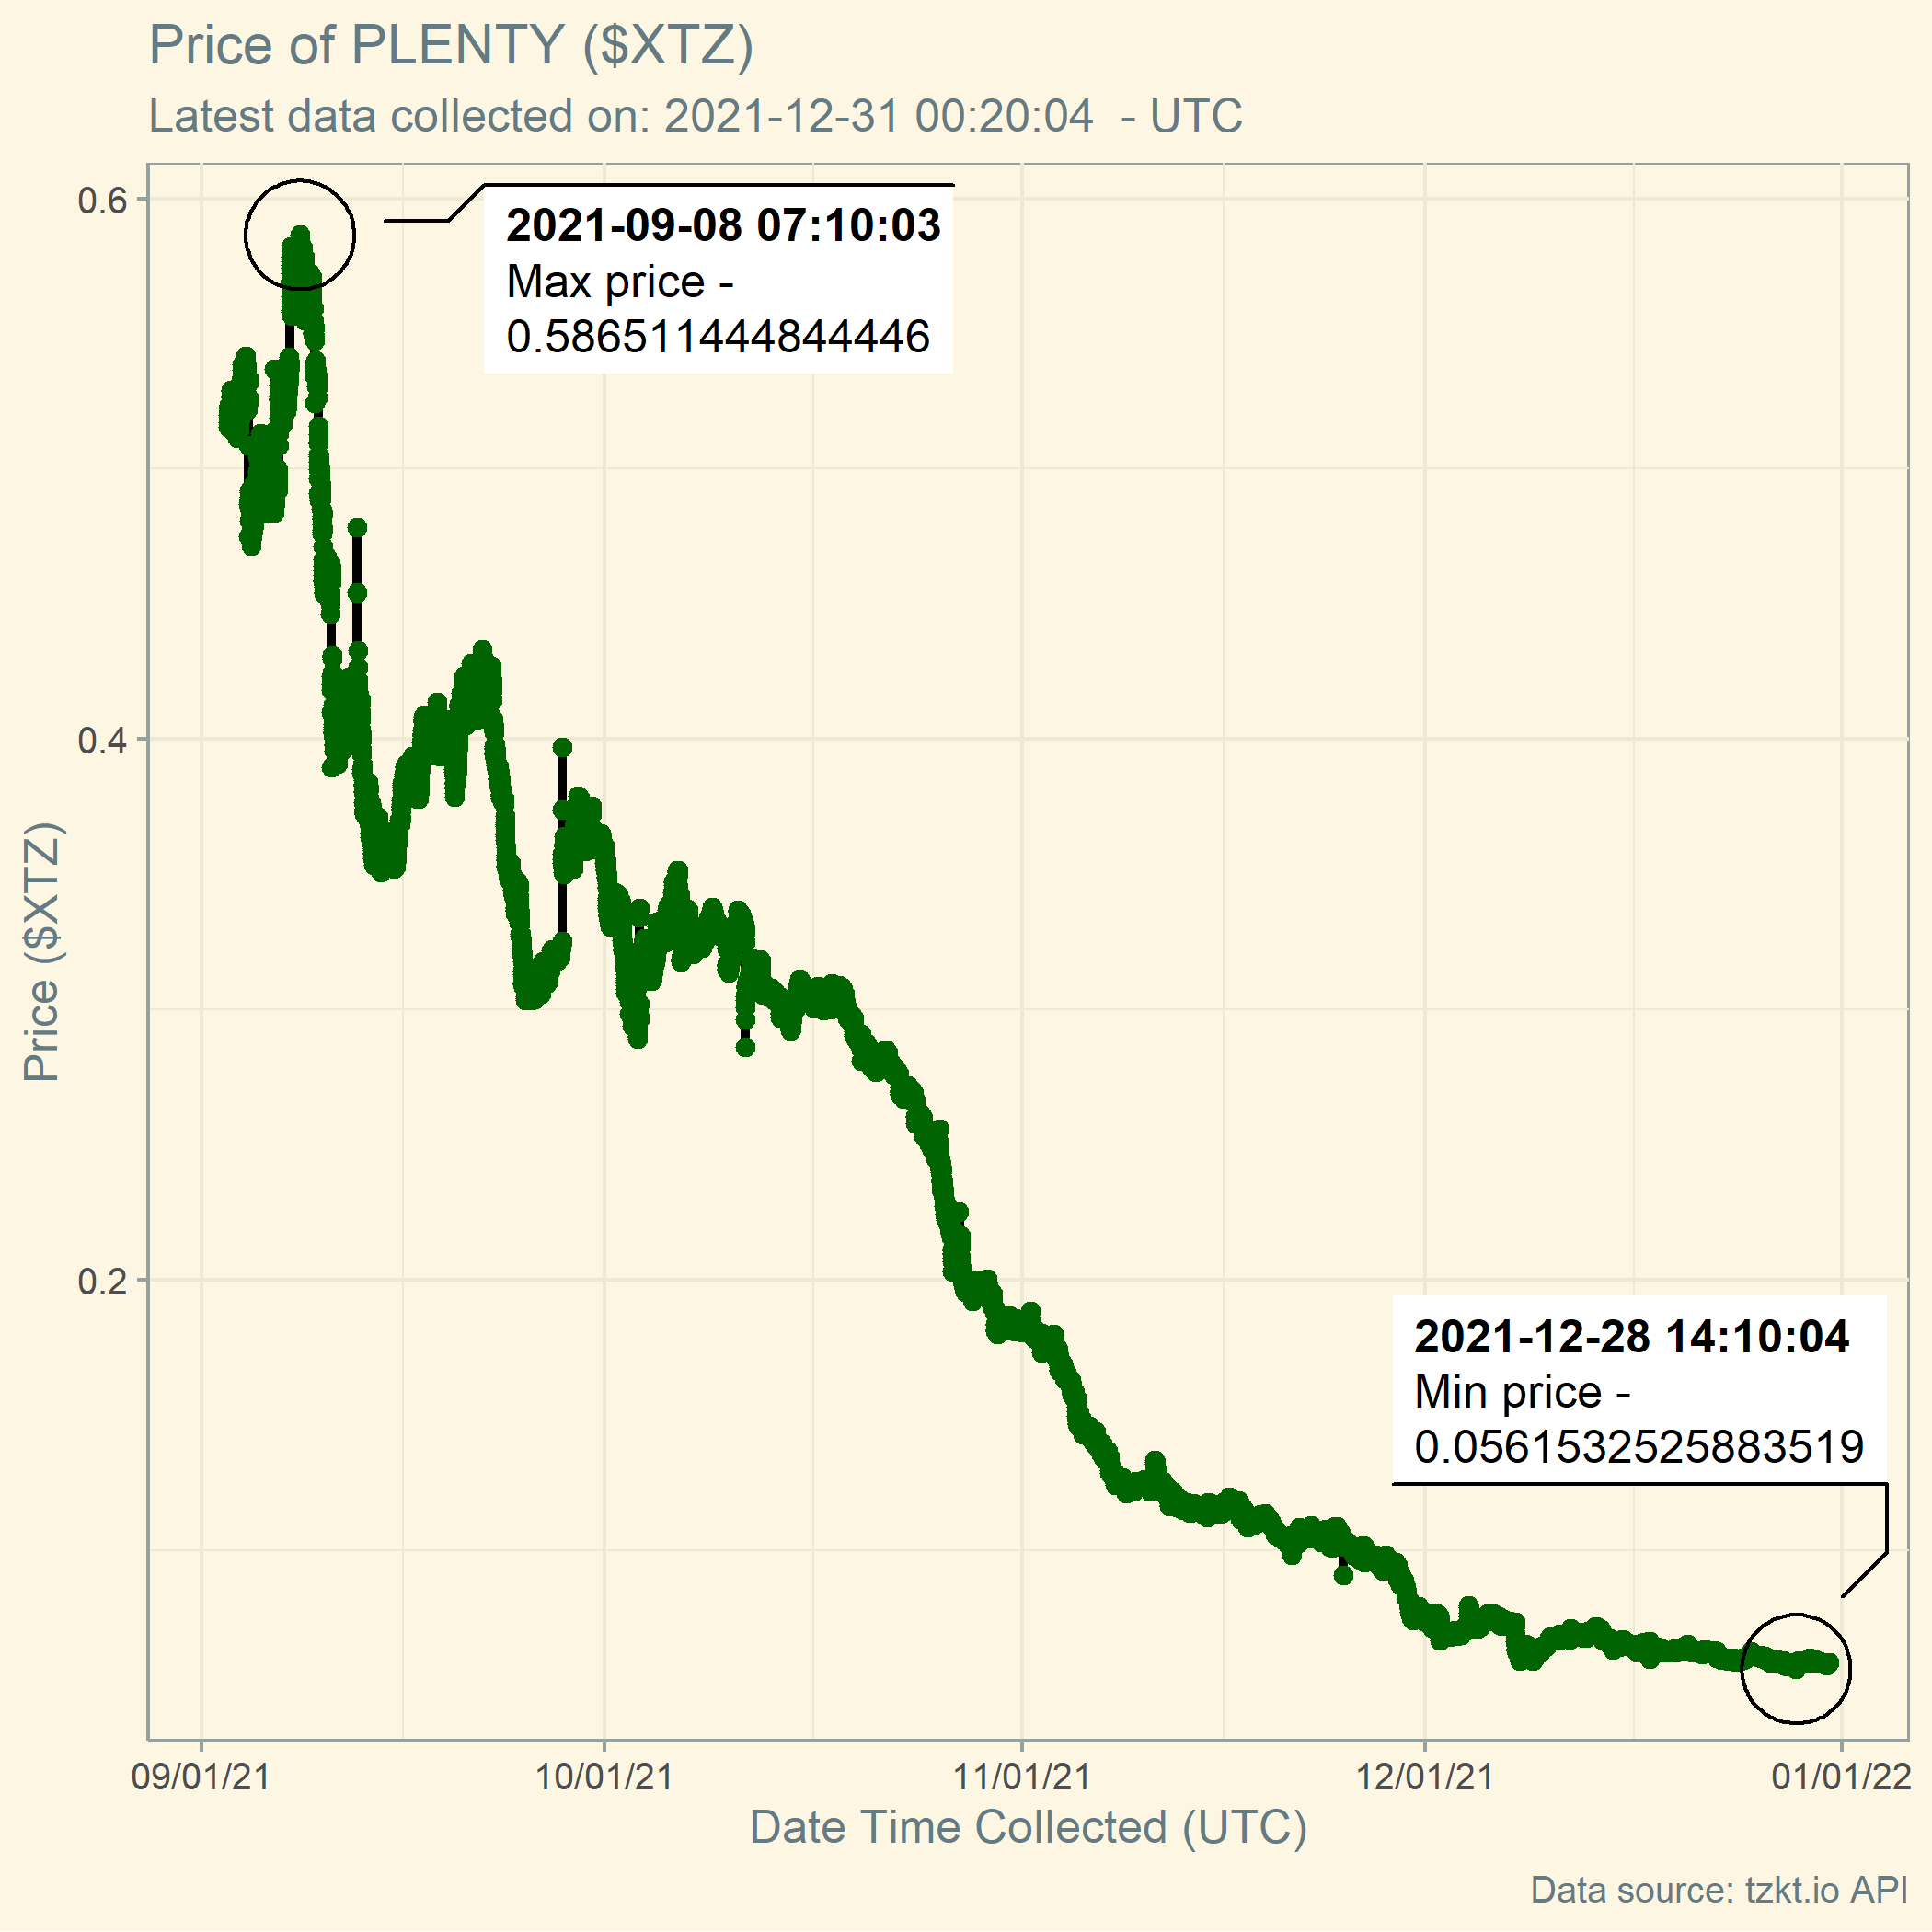 Price of PLENTY ($XTZ)
Latest data collected on: 2021-12-31 00:20:04 - UTC
0.6
2021-09-08 07:10:03
Max price -
0.5865111444844446
0.4
Price ($XTZ)
0.2
2021-12-28 14:10:04
Min price -
0.0561532525883519
09/01/21
10/01/21
11/01/21
12/01/21
01/01/22
Date Time Collected (UTC)
Data source: tzkt.io API